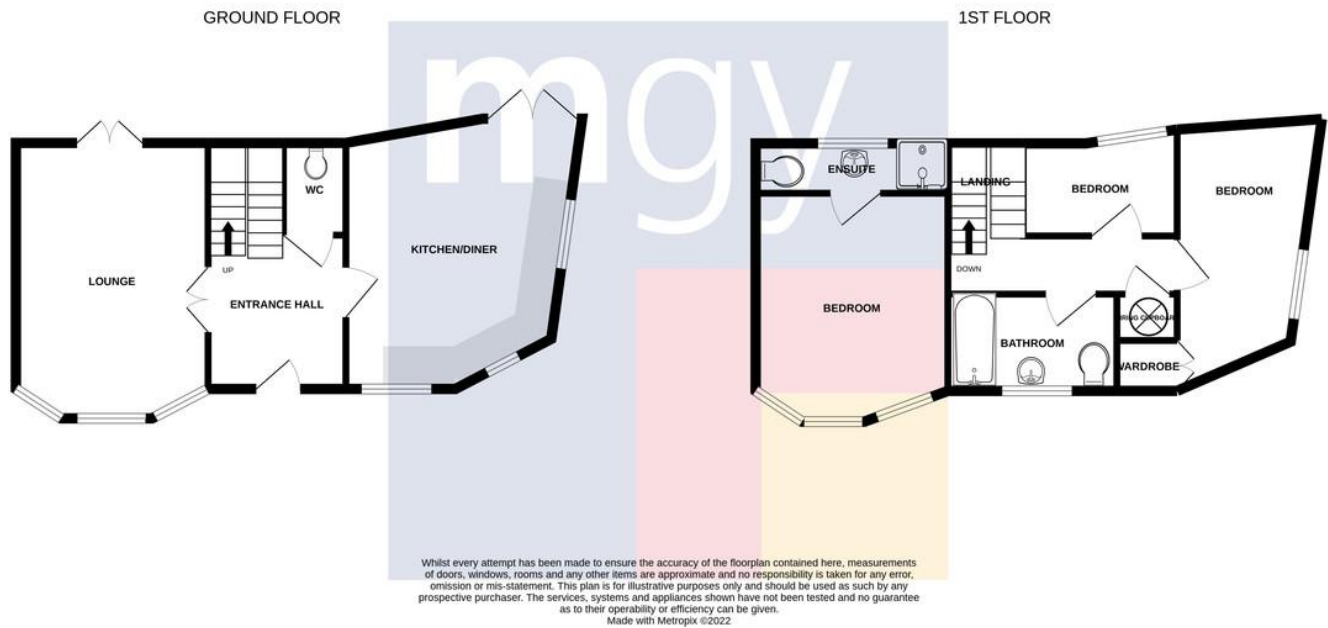 GROUND FLOOR
1ST FLOOR
mgy
WC
ENSUITE
LANDING
BEDROOM
BEDROOM
KITCHEN/DINER
UP
DOWN
LOUNGE
ENTRANCE HALL
BEDROOM
RING CUPBOAR
BATHROOM
WARDROBE
Whilst every attempt has been made to ensure the accuracy of the floorplan contained here, measurements
of doors, windows, rooms and any other items are approximate and no responsibility is taken for any error,
omission or mis-statement. This plan is for illustrative purposes only and should be used as such by any
prospective purchaser. The services, systems and appliances shown have not been tested and no guarantee
as to their operability or efficiency can be given.
Made with Metropix ©2022